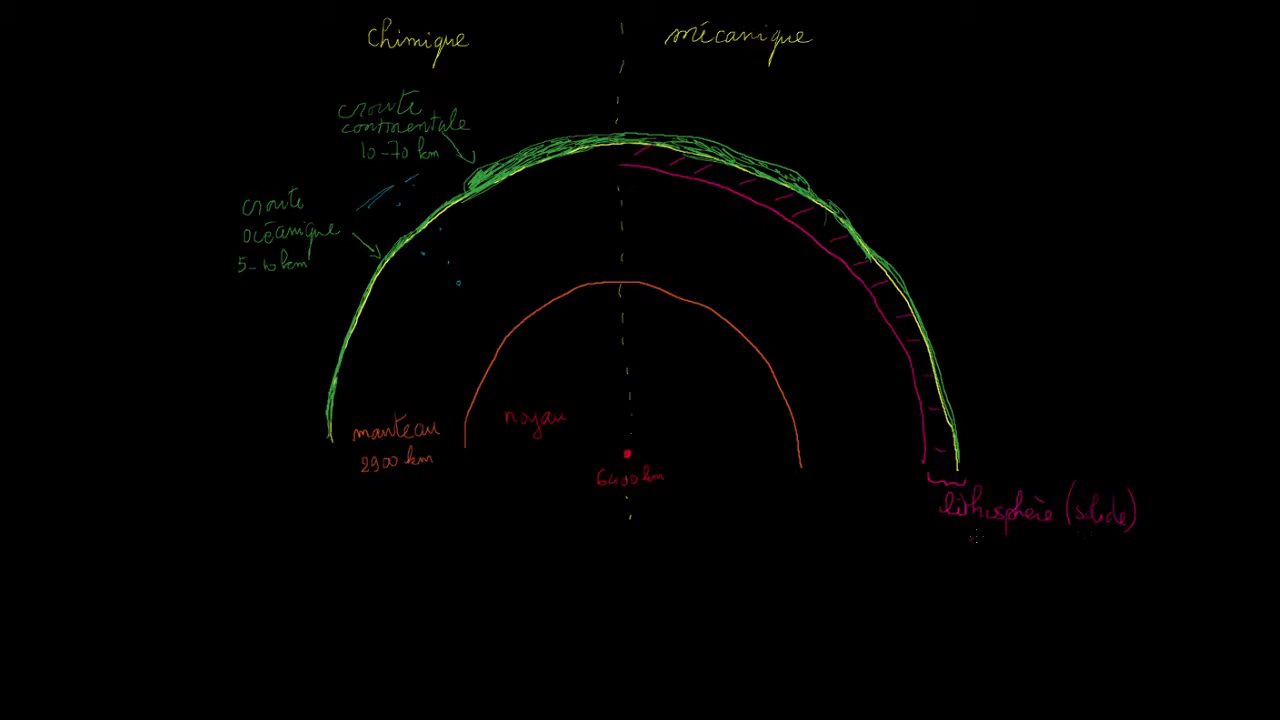 chimique
mécanique
croute
continentale
10-70 km
croute
océanique
5-10 km
manteau
2900 km
noyau
6400 km
lithosphère (solide)